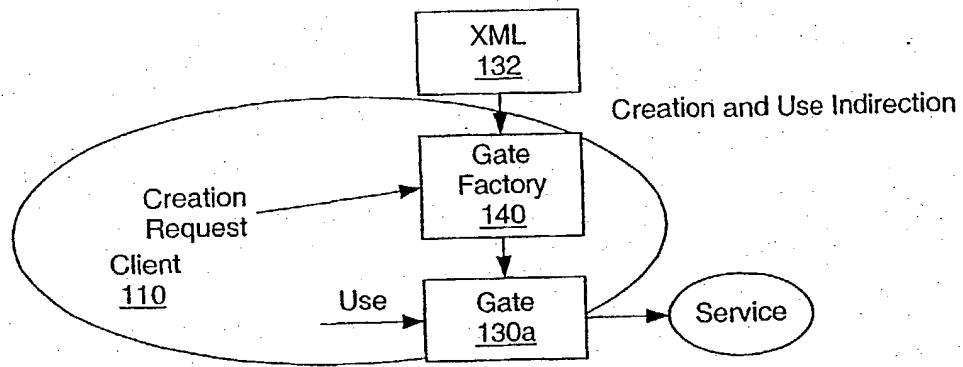 XML
132
Creation and Use Indirection
Gate
Factory
140
Creation
Request
Client
110
Use
Gate
130a
Service